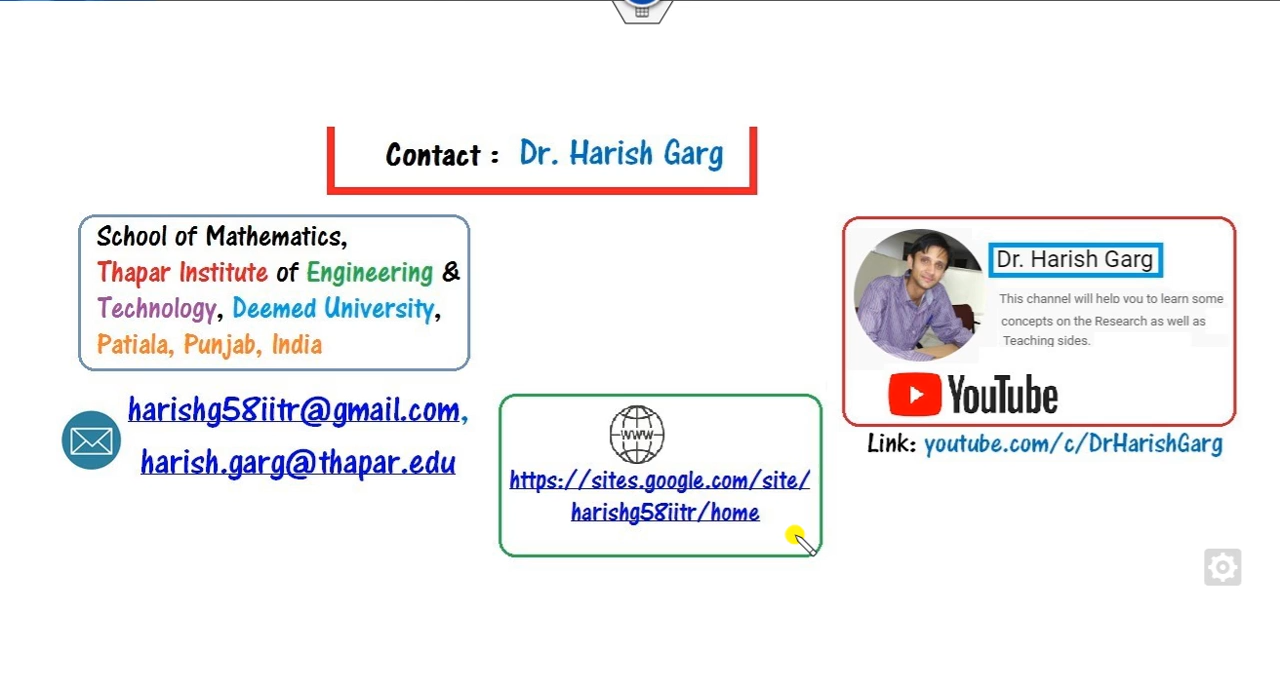 Contact : Dr. Harish Garg
School of Mathematics,
Thapar Institute of Engineering &
Technology, Deemed University,
Patiala, Punjab, India
harishg58iitr@gmail.com,
harish.garg@thapar.edu
WWW
https://sites.google.com/site/
harishg58iitr/home
Dr. Harish Garg
This channel will help you to learn some
concepts on the Research as well as
Teaching sides.
YouTube
Link: youtube.com/c/DrHarishGarg